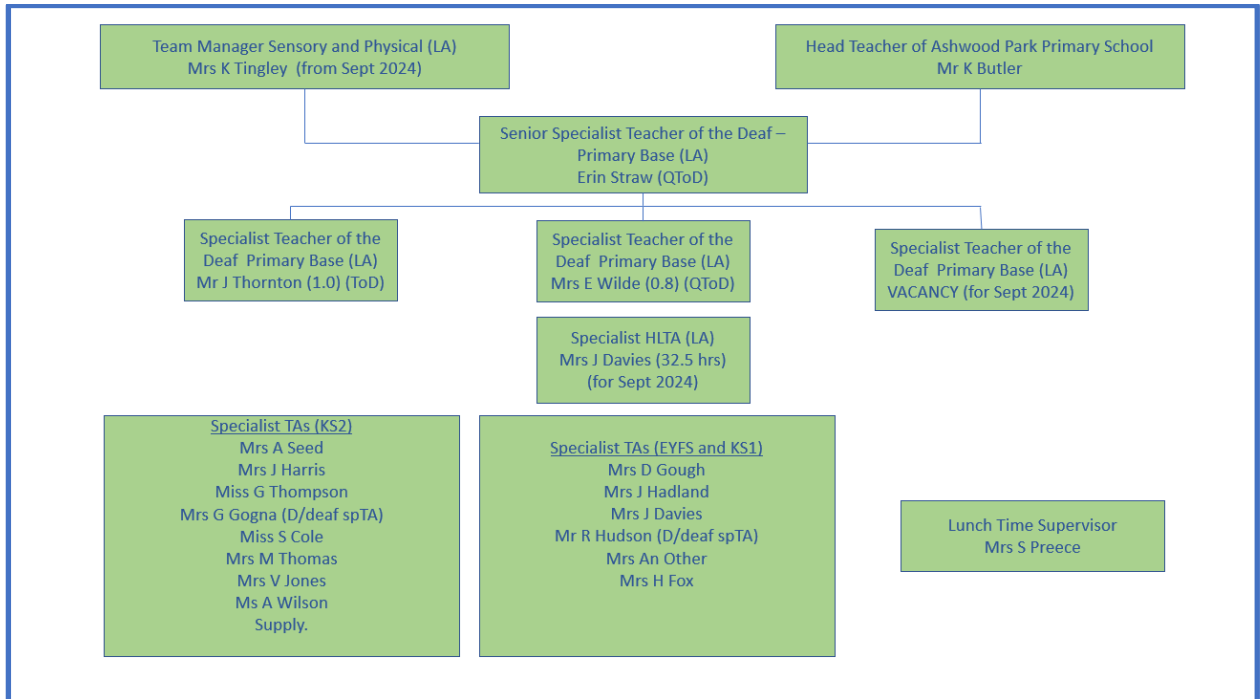 Team Manager Sensory and Physical (LA)
Mrs K Tingley (from Sept 2024)
Head Teacher of Ashwood Park Primary School
Mr K Butler
Senior Specialist Teacher of the Deaf –
Primary Base (LA)
Erin Straw (QToD)
Specialist Teacher of the
Deaf Primary Base (LA)
Mr J Thornton (1.0) (ToD)
Specialist Teacher of the
Deaf Primary Base (LA)
Mrs E Wilde (0.8) (QToD)
Specialist Teacher of the
Deaf Primary Base (LA)
VACANCY (for Sept 2024)
Specialist HLTA (LA)
Mrs J Davies (32.5 hrs)
(for Sept 2024)
Specialist TAs (KS2)
Mrs A Seed
Mrs J Harris
Miss G Thompson
Mrs G Gogna (D/deaf spTA)
Miss S Cole
Mrs M Thomas
Mrs V Jones
Ms A Wilson
Supply.
Specialist TAs (EYFS and KS1)
Mrs D Gough
Mrs J Hadland
Mrs J Davies
Mr R Hudson (D/deaf spTA)
Mrs An Other
Mrs H Fox
Lunch Time Supervisor
Mrs S Preece